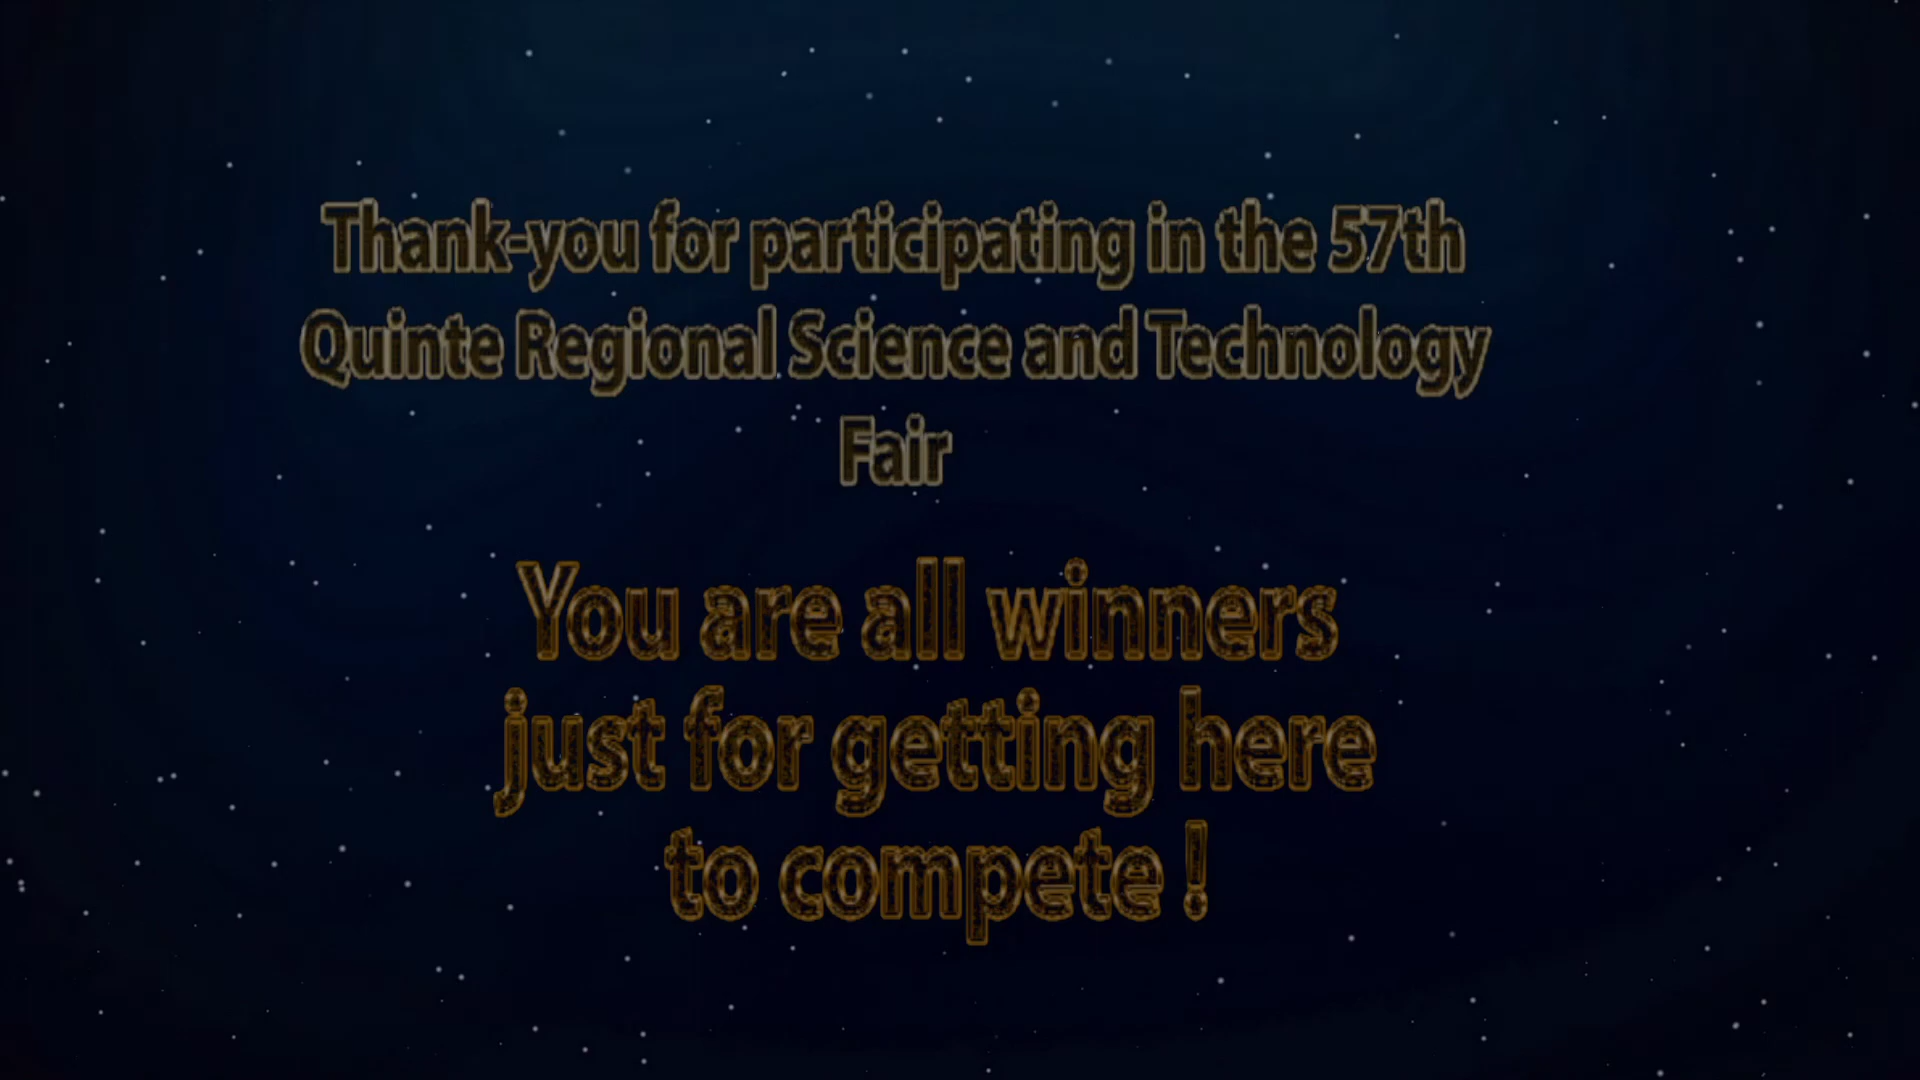 Thank-you for participating in the 57th
Quinte Regional Science and Technology
Fair
You are all winners
just for getting here
to compete !